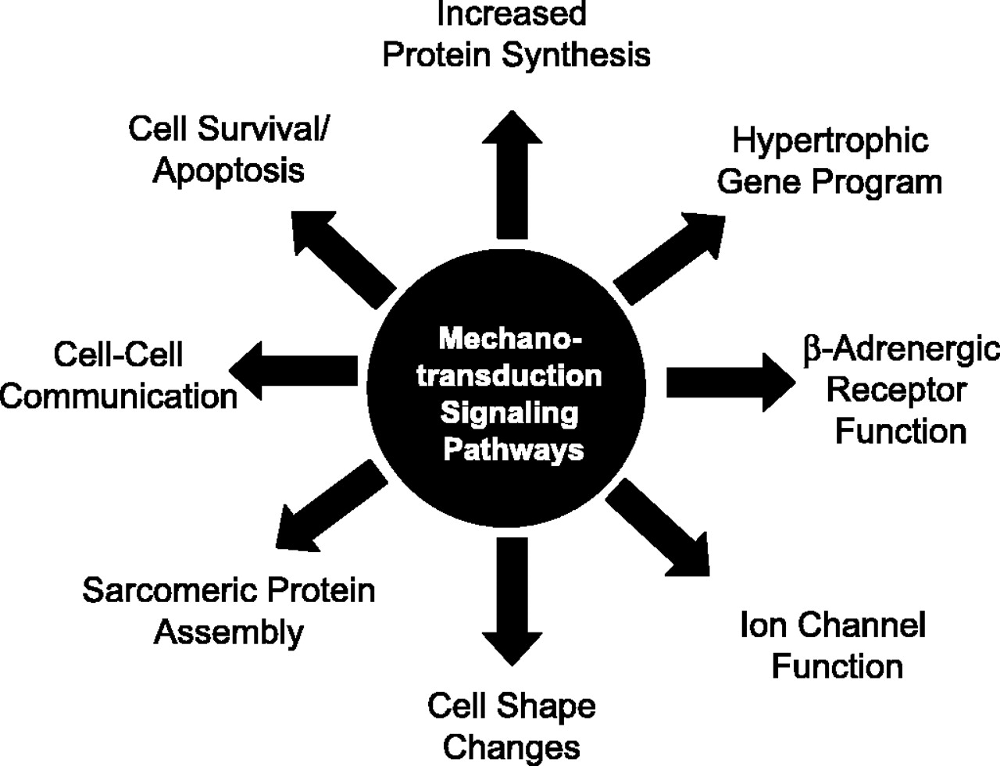 Increased
Protein Synthesis
Cell Survival/
Apoptosis
Hypertrophic
Gene Program
Mechano-
transduction
Signaling
Pathways
Cell-Cell
Communication
β-Adrenergic
Receptor
Function
Sarcomeric Protein
Assembly
Ion Channel
Function
Cell Shape
Changes